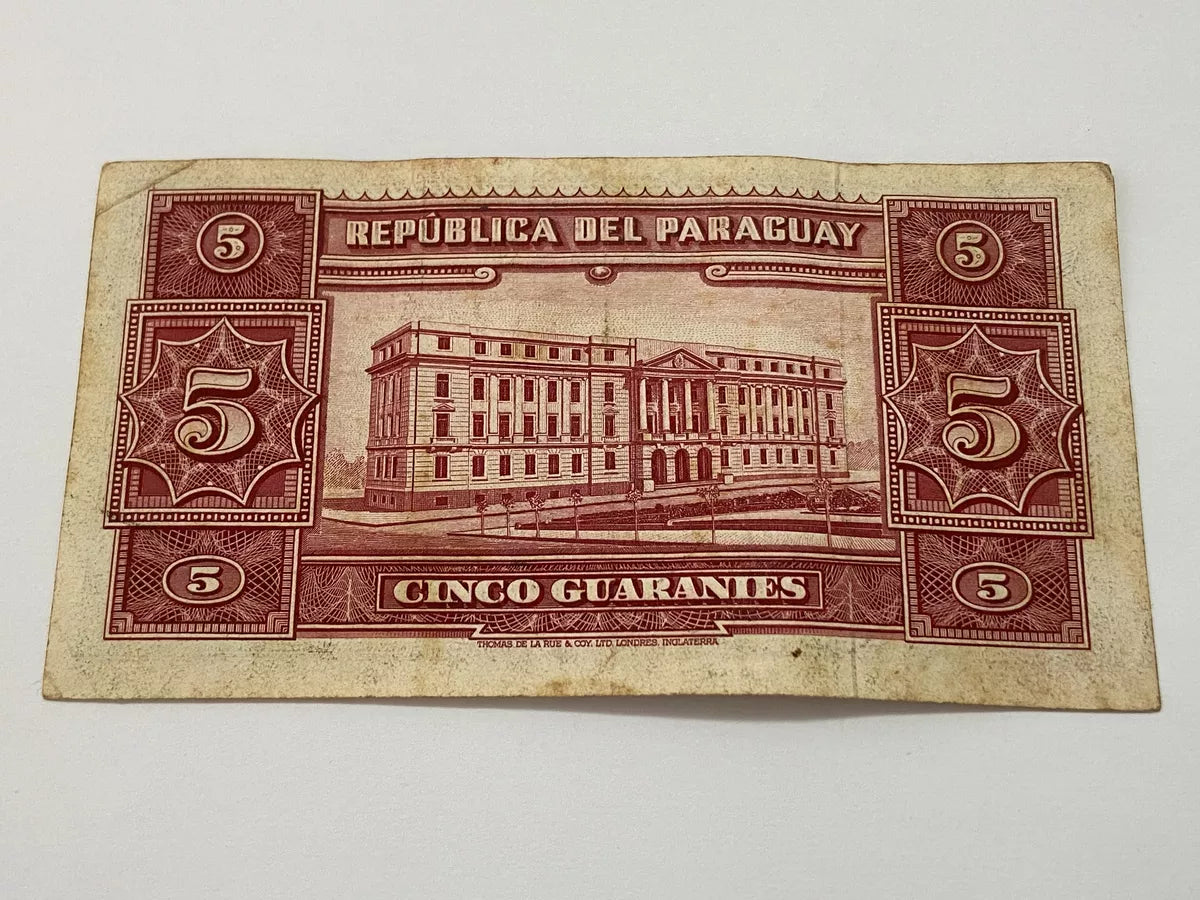 5 REPÚBLICA DEL PARAGUAY 5
5 5
CINCO GUARANIES
5 5
THOMAS DE LA RUE & COY. LTD. LONDRES, INGLATERRA